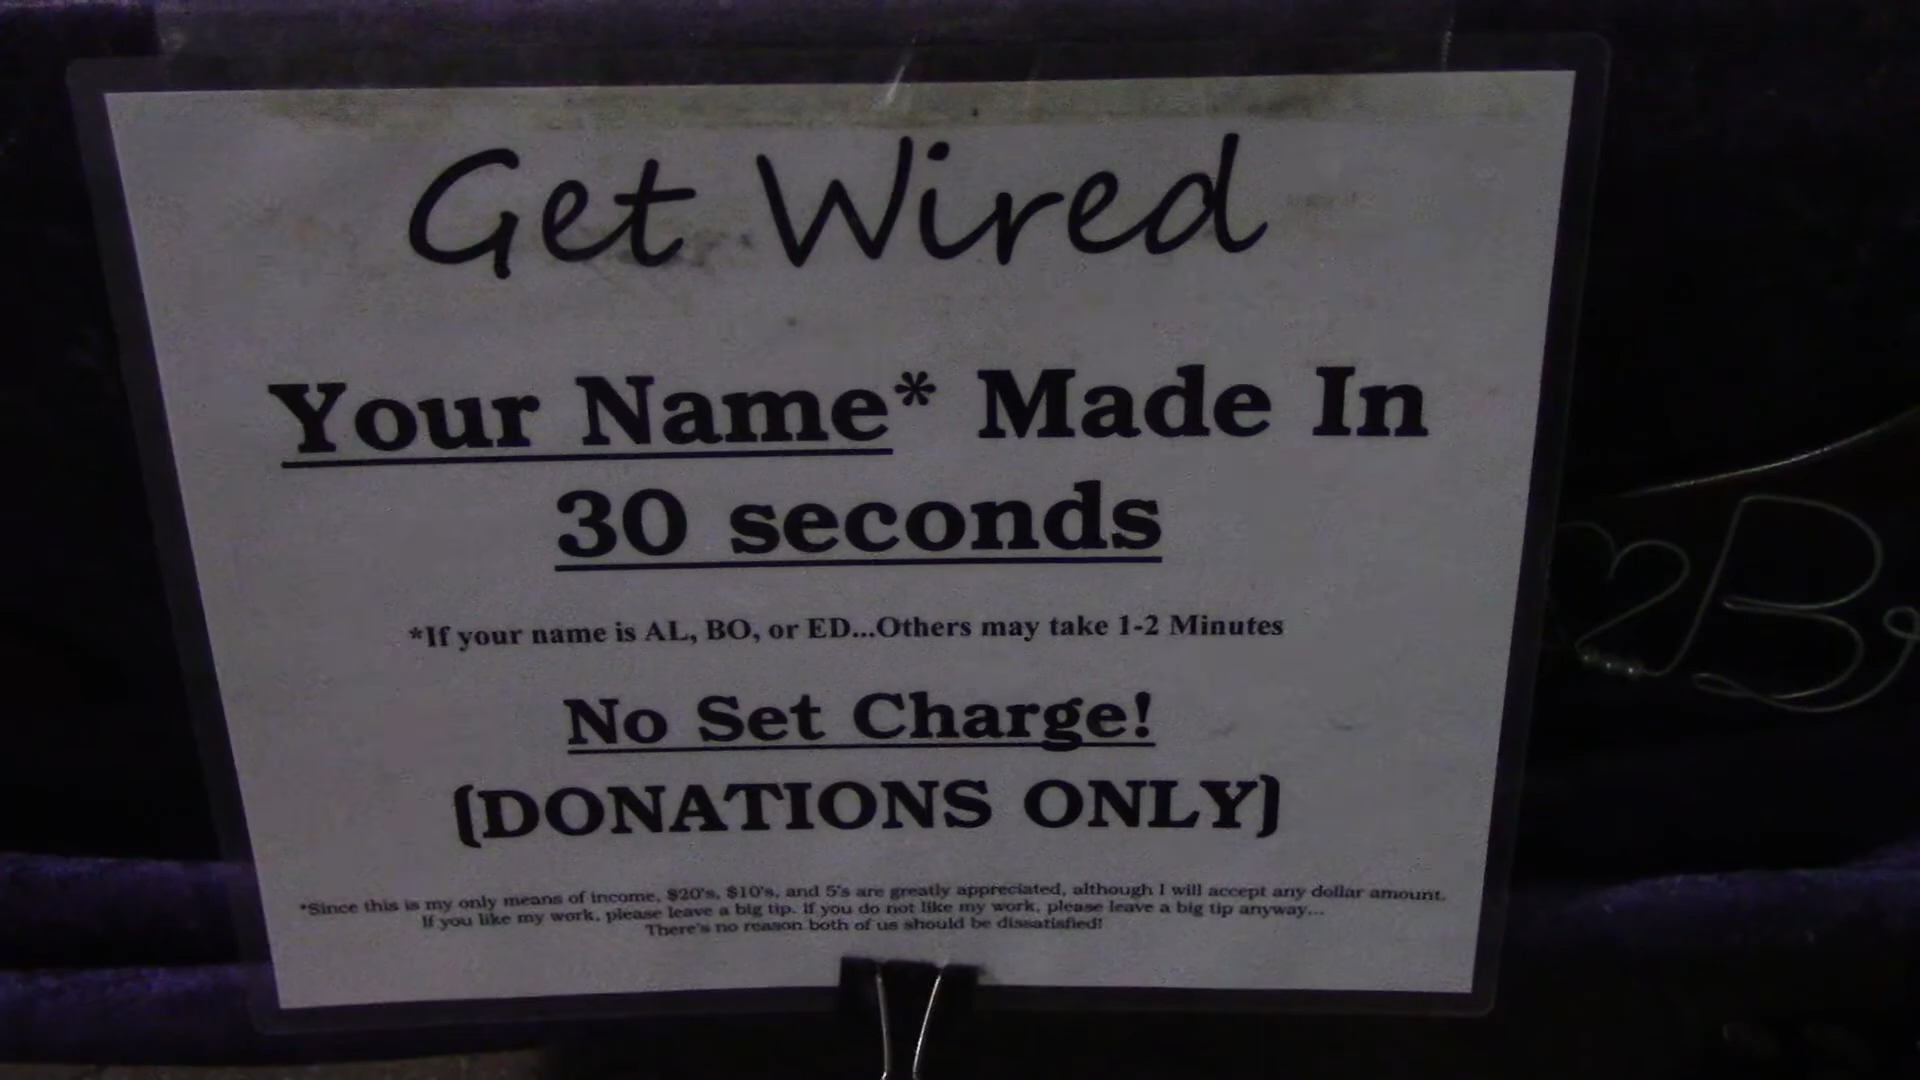 Get Wired
Your Name* Made In
30 seconds
*If your name is AL, BO, or ED...Others may take 1-2 Minutes
No Set Charge!
(DONATIONS ONLY)
*Since this is my only means of income, $20's, $10's, and 5's are greatly appreciated, although I will accept any dollar amount.
If you like my work, please leave a big tip. If you do not like my work, please leave a big tip anyway...
There's no reason both of us should be dissatisfied!